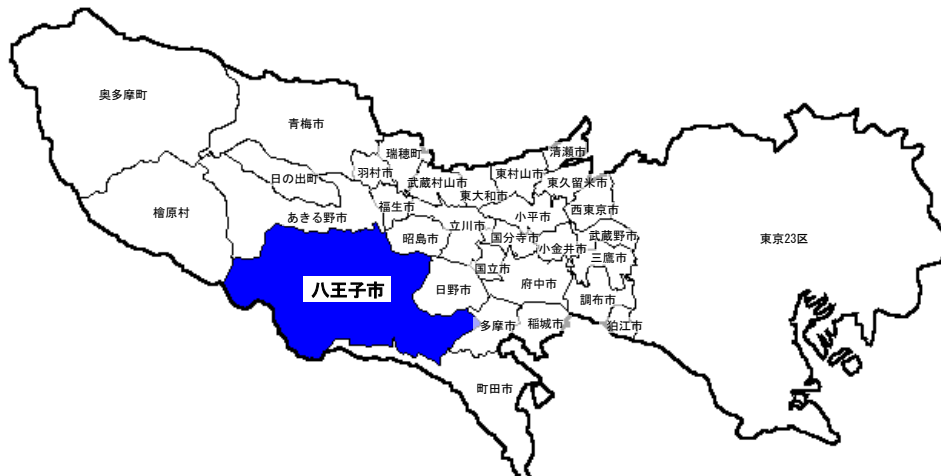 奥多摩町
青梅市
瑞穂町
清瀬市
羽村市
東村山市
日の出町
武蔵村山市
東久留米市
東大和市
檜原村
福生市
西東京市
あきる野市
小平市
立川市
昭島市
国分寺市
武蔵野市
東京23区
小金井市
三鷹市
国立市
八王子市
日野市
府中市
調布市
多摩市
稲城市
狛江市
町田市